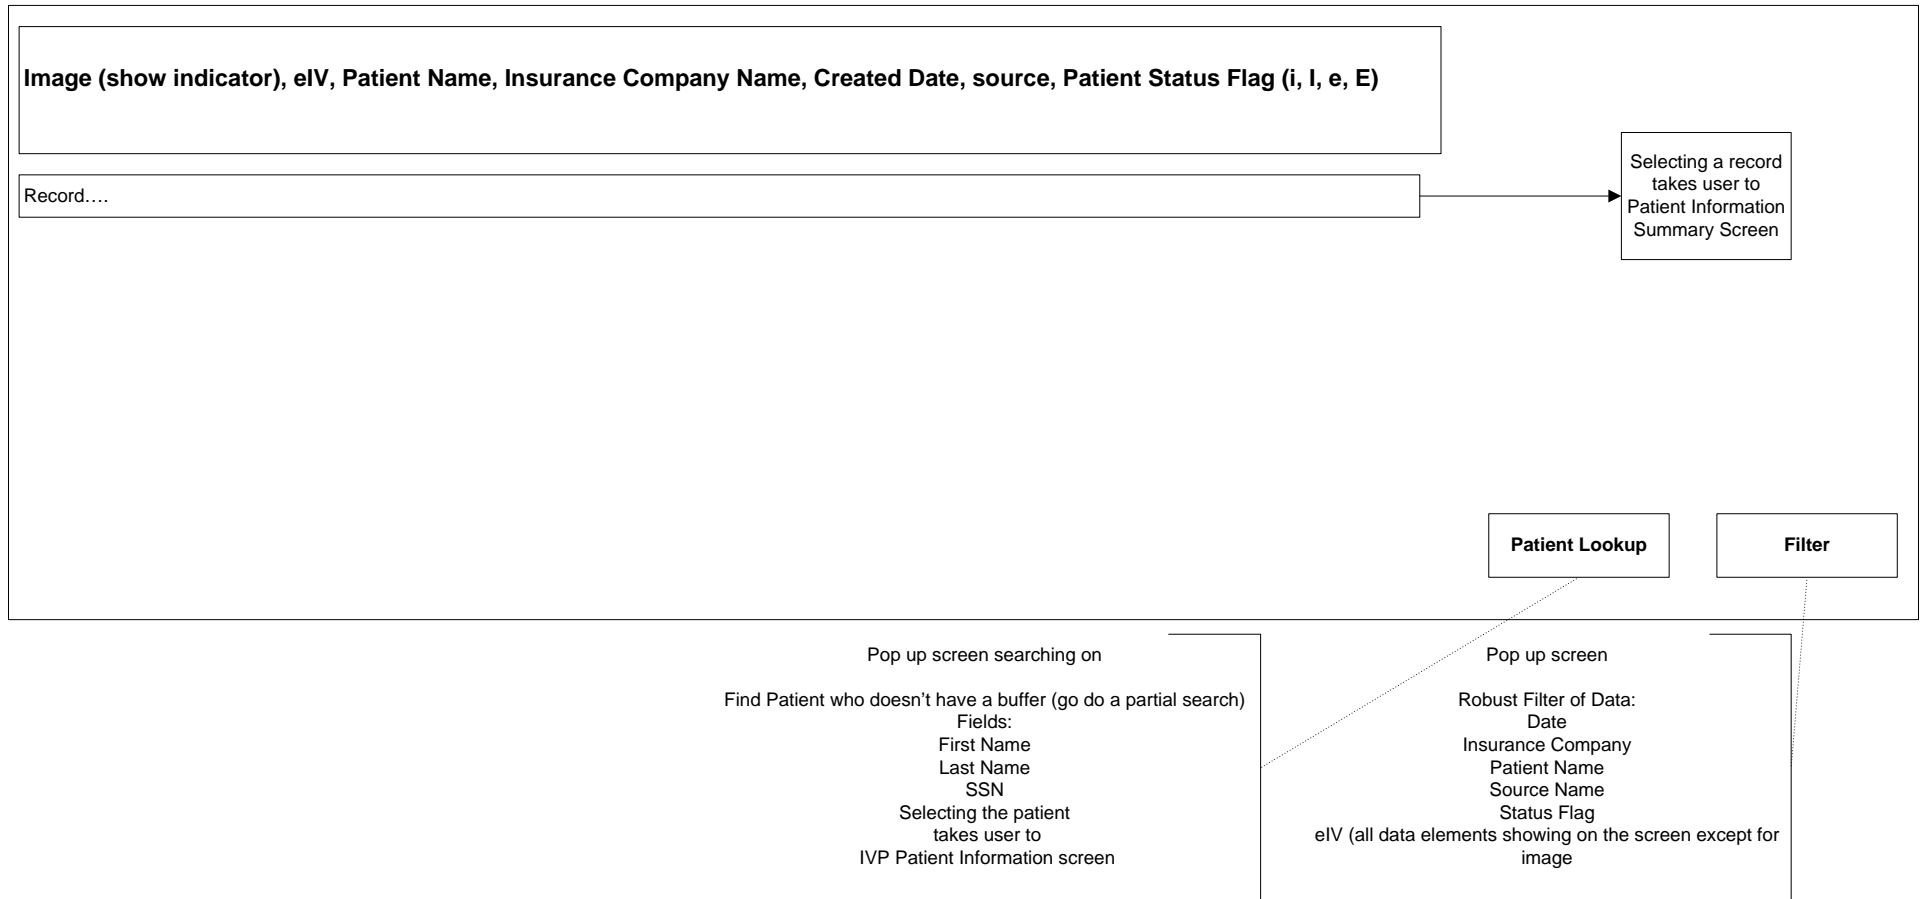 Image (show indicator), eIV, Patient Name, Insurance Company Name, Created Date, source, Patient Status Flag (i, I, e, E)
Selecting a record
takes user to
Patient Information
Summary Screen
Record….
Patient Lookup
Filter
Pop up screen searching on
Find Patient who doesn’t have a buffer (go do a partial search)
Fields:
First Name
Last Name
SSN
Selecting the patient
takes user to
IVP Patient Information screen
Pop up screen
Robust Filter of Data:
Date
Insurance Company
Patient Name
Source Name
Status Flag
eIV (all data elements showing on the screen except for
image